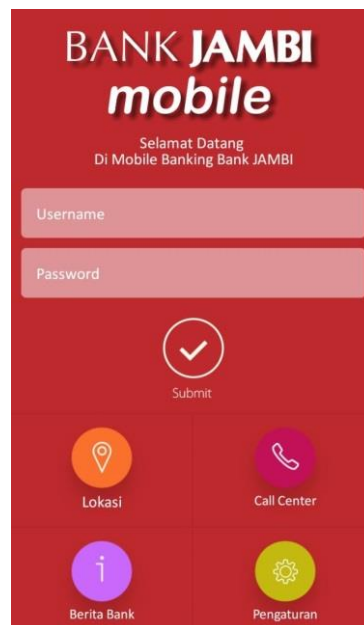 BANK JAMBI
mobile
Selamat Datang
Di Mobile Banking Bank JAMBI
Username
Password
Submit
Lokasi
Call Center
Berita Bank
Pengaturan